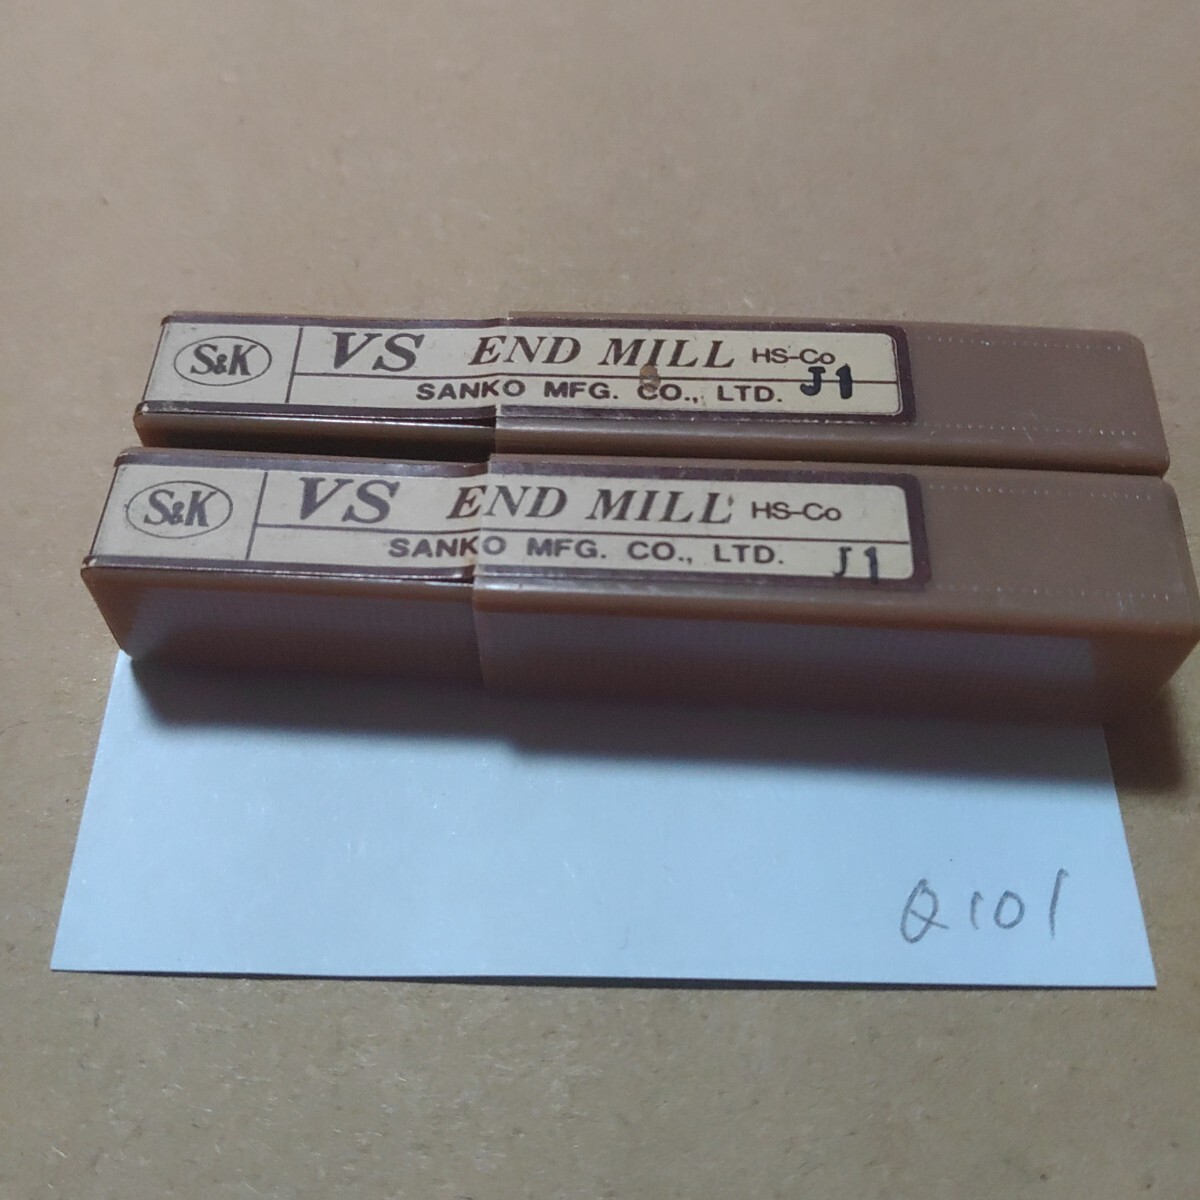 S&K VS END MILL HS-Co
SANKO MFG. CO., LTD. J1
S&K VS END MILL HS-Co
SANKO MFG. CO., LTD. J1
Q101